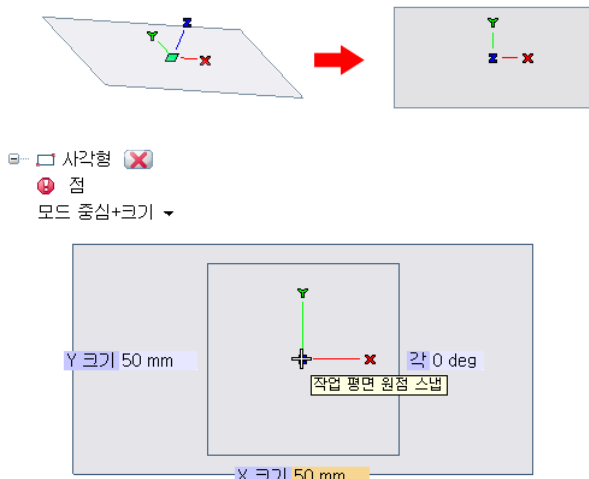 Y
Z
X
Y
Z
X
사각형
점
모드 중심+크기
Y
X
Y 크기 50 mm
각 0 deg
작업 평면 원점 스냅
X 크기 50 mm